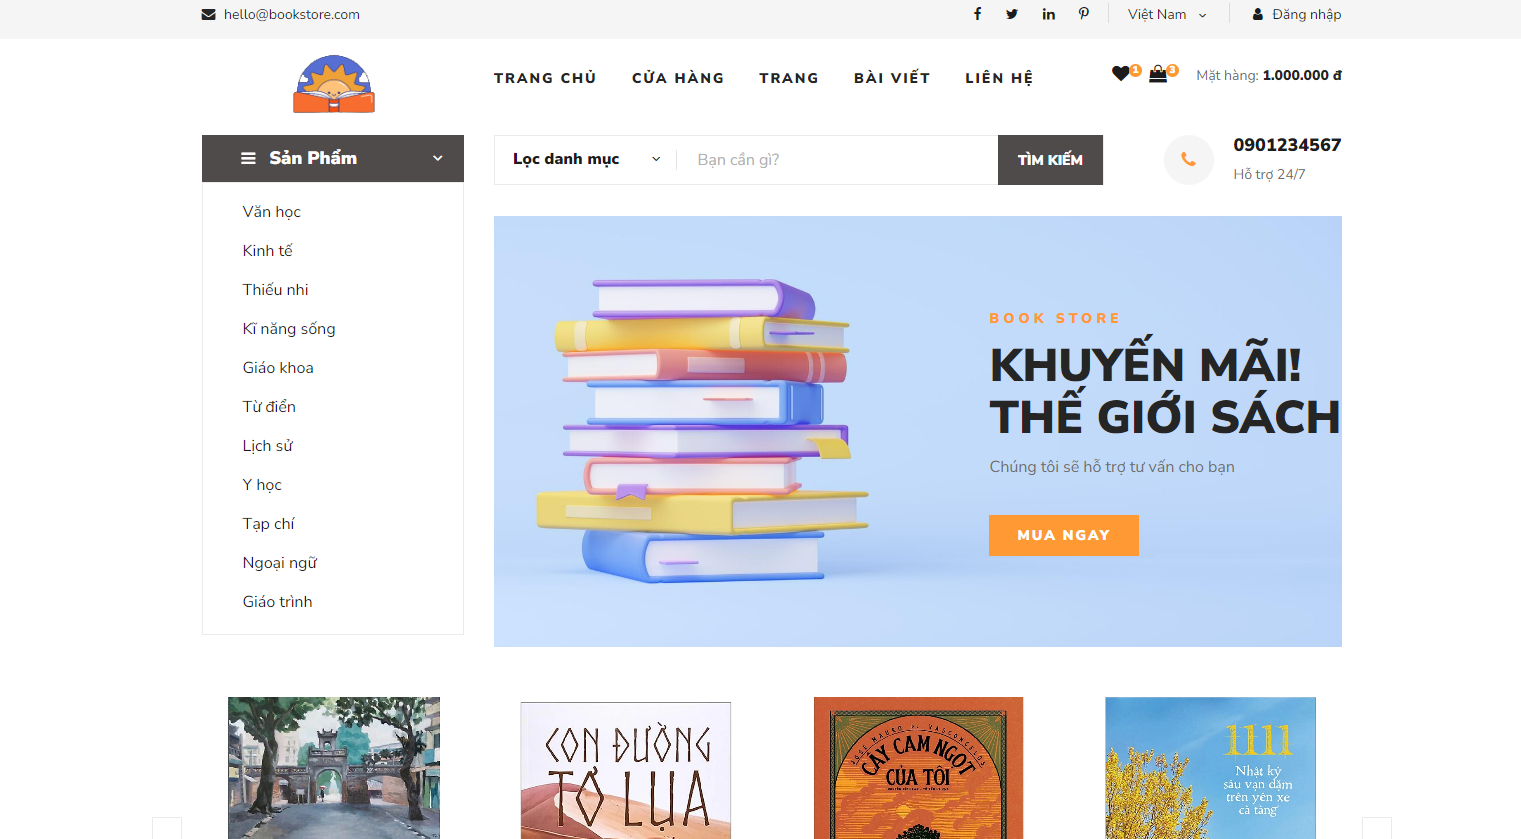 hello@bookstore.com
Việt Nam
Đăng nhập
TRANG CHỦ
CỬA HÀNG
TRANG
BÀI VIẾT
LIÊN HỆ
1
3
Mặt hàng: 1.000.000 đ
Sản Phẩm
Lọc danh mục
Bạn cần gì?
TÌM KIẾM
0901234567
Hỗ trợ 24/7
Văn học
Kinh tế
Thiếu nhi
Kĩ năng sống
Giáo khoa
Từ điển
Lịch sử
Y học
Tạp chí
Ngoại ngữ
Giáo trình
BOOK STORE
KHUYẾN MÃI!
THẾ GIỚI SÁCH
Chúng tôi sẽ hỗ trợ tư vấn cho bạn
MUA NGAY
CON ĐƯỜNG
TƠ LỤA
JOSÉ MAURO DE VASCONCELOS
CÂY CAM NGỌT
CỦA TÔI
1111
Nhật ký
sáu vạn dặm
trên yên xe
cà tàng